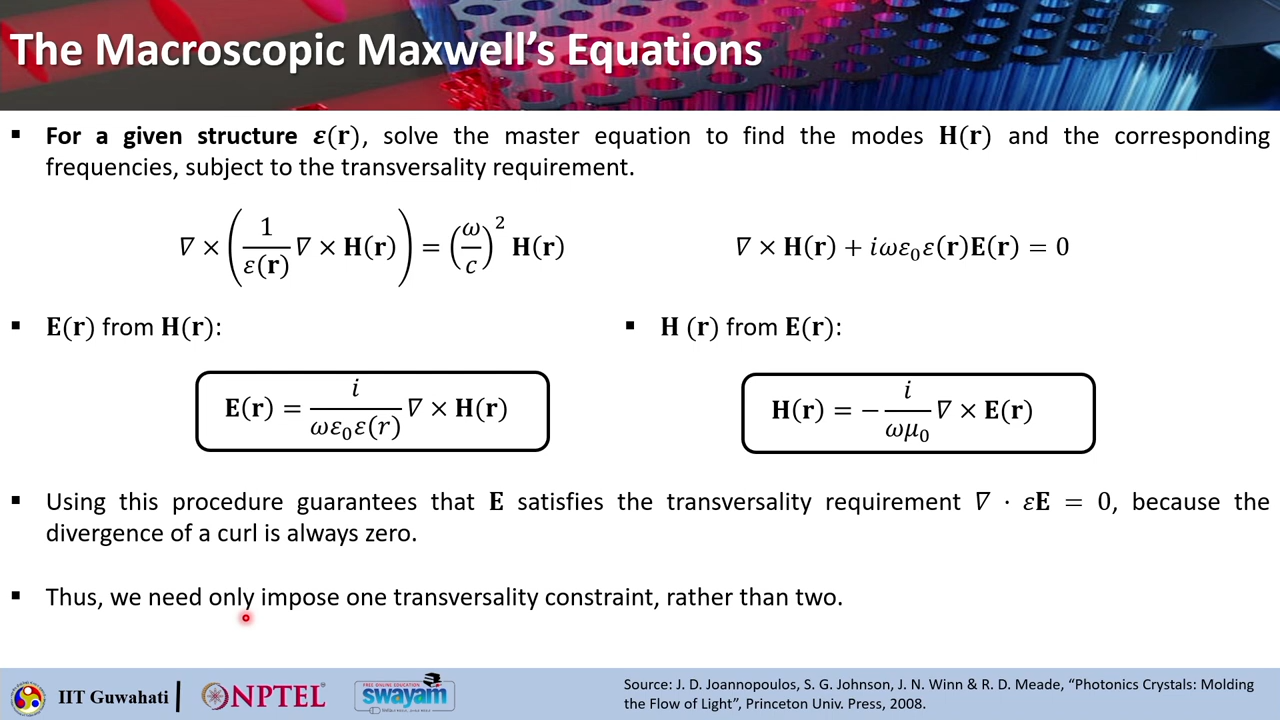 The Macroscopic Maxwell's Equations
▪ For a given structure ε(r), solve the master equation to find the modes H(r) and the corresponding
frequencies, subject to the transversality requirement.
∇ × (1/ε(r) ∇ × H(r)) = (ω/c)² H(r)
∇ × H(r) + iωε₀ε(r)E(r) = 0
▪ E(r) from H(r):
▪ H (r) from E(r):
E(r) = i/ωε₀ε(r) ∇ × H(r)
H(r) = − i/ωμ₀ ∇ × E(r)
▪ Using this procedure guarantees that E satisfies the transversality requirement ∇ · εE = 0, because the
divergence of a curl is always zero.
▪ Thus, we need only impose one transversality constraint, rather than two.
IIT Guwahati
NPTEL
FREE ONLINE EDUCATION
swayam
Source: J. D. Joannopoulos, S. G. Johnson, J. N. Winn & R. D. Meade, "Photonics Crystals: Molding
the Flow of Light", Princeton Univ. Press, 2008.